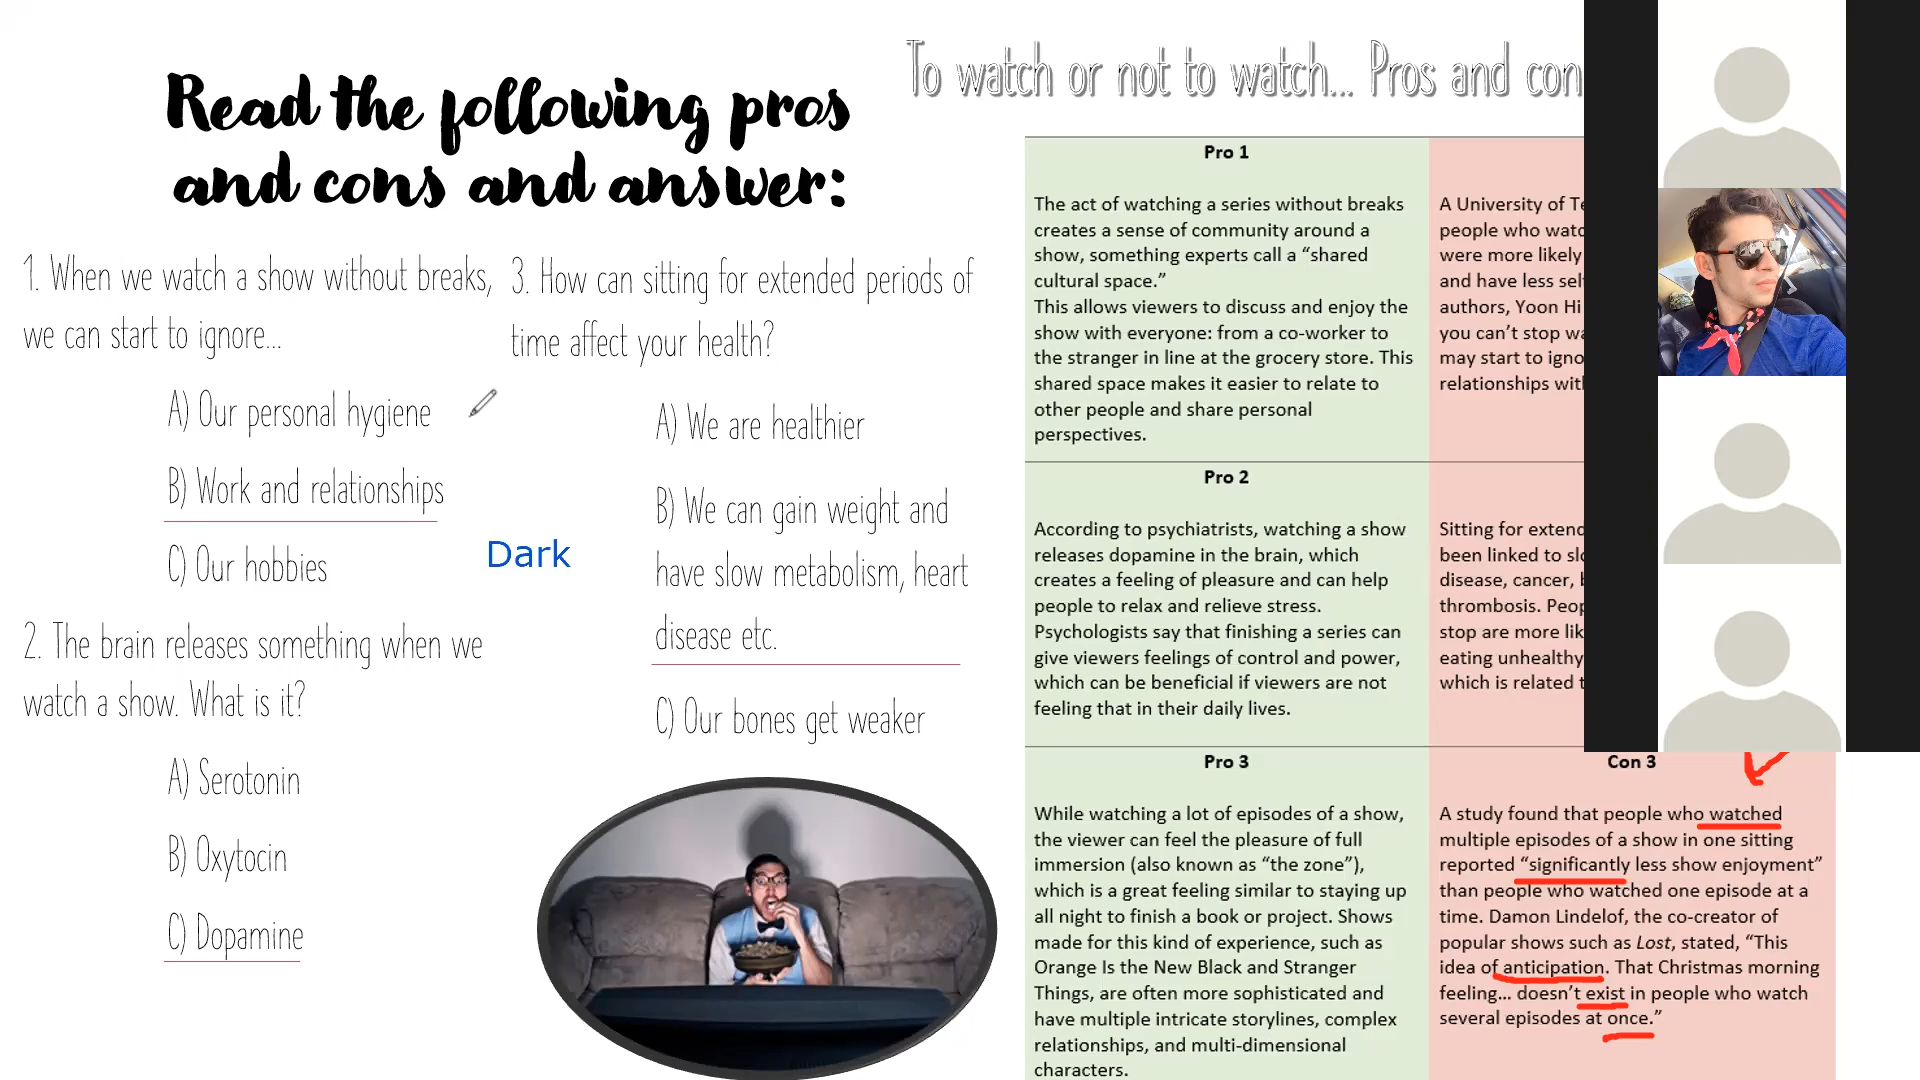 To watch or not to watch... Pros and con
Read the following pros
and cons and answer:
1. When we watch a show without breaks,
we can start to ignore...
A) Our personal hygiene
B) Work and relationships
C) Our hobbies
2. The brain releases something when we
watch a show. What is it?
A) Serotonin
B) Oxytocin
C) Dopamine
3. How can sitting for extended periods of
time affect your health?
A) We are healthier
B) We can gain weight and
have slow metabolism, heart
disease etc.
C) Our bones get weaker
Dark
Pro 1
The act of watching a series without breaks
creates a sense of community around a
show, something experts call a “shared
cultural space.”
This allows viewers to discuss and enjoy the
show with everyone: from a co-worker to
the stranger in line at the grocery store. This
shared space makes it easier to relate to
other people and share personal
perspectives.
A University of Te
people who watc
were more likely
and have less sel
authors, Yoon Hi
you can’t stop wa
may start to igno
relationships with
Pro 2
According to psychiatrists, watching a show
releases dopamine in the brain, which
creates a feeling of pleasure and can help
people to relax and relieve stress.
Psychologists say that finishing a series can
give viewers feelings of control and power,
which can be beneficial if viewers are not
feeling that in their daily lives.
Sitting for extend
been linked to slo
disease, cancer,
thrombosis. Peop
stop are more lik
eating unhealthy
which is related t
Pro 3
While watching a lot of episodes of a show,
the viewer can feel the pleasure of full
immersion (also known as “the zone”),
which is a great feeling similar to staying up
all night to finish a book or project. Shows
made for this kind of experience, such as
Orange Is the New Black and Stranger
Things, are often more sophisticated and
have multiple intricate storylines, complex
relationships, and multi-dimensional
characters.
Con 3
A study found that people who watched
multiple episodes of a show in one sitting
reported “significantly less show enjoyment”
than people who watched one episode at a
time. Damon Lindelof, the co-creator of
popular shows such as Lost, stated, “This
idea of anticipation. That Christmas morning
feeling... doesn’t exist in people who watch
several episodes at once.”